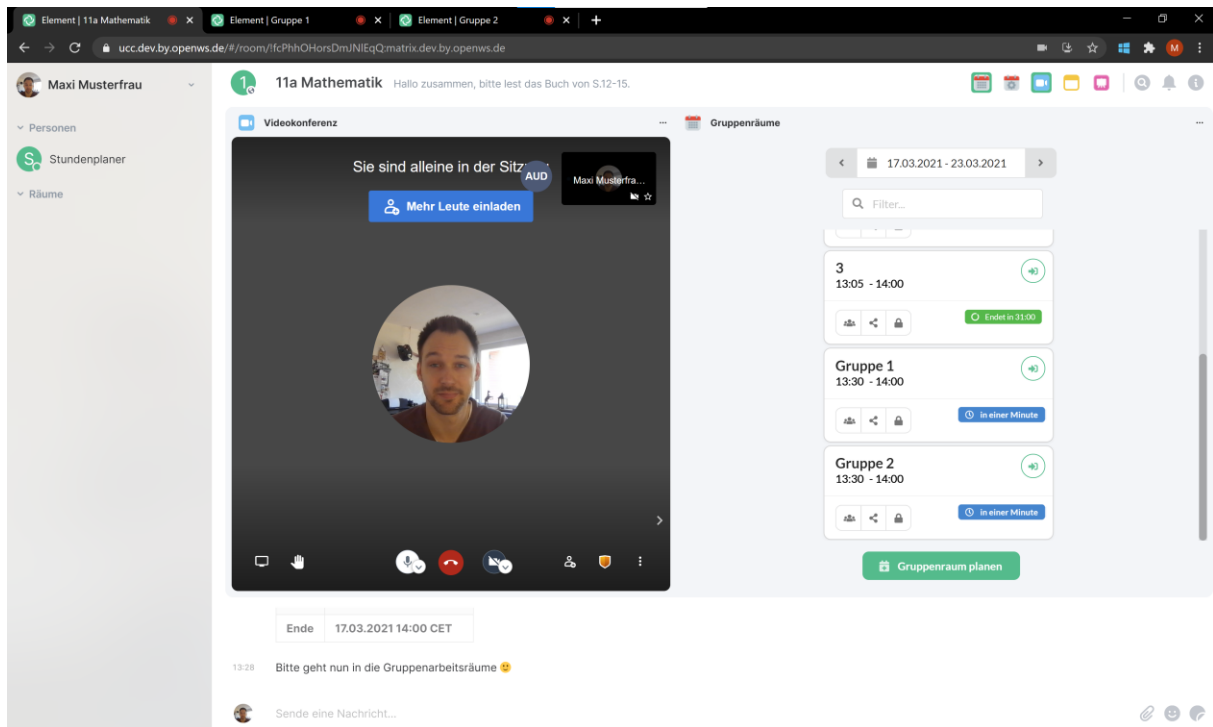 Element | 11a Mathematik
Element | Gruppe 1
Element | Gruppe 2
ucc.dev.by.openws.de/#/room/!fcPhhOHorsDmJNlEqQ:matrix.dev.by.openws.de
M
Maxi Musterfrau
1
11a Mathematik Hallo zusammen, bitte lest das Buch von S.12-15.
Personen
S
Stundenplaner
Räume
Videokonferenz
Sie sind alleine in der Sitz
AUD
Maxi Musterfra...
Mehr Leute einladen
Gruppenräume
17.03.2021 - 23.03.2021
Filter...
3
13:05 - 14:00
Endet in 31:00
Gruppe 1
13:30 - 14:00
in einer Minute
Gruppe 2
13:30 - 14:00
in einer Minute
Gruppenraum planen
Ende 17.03.2021 14:00 CET
13:28 Bitte geht nun in die Gruppenarbeitsräume 🙂
Sende eine Nachricht...